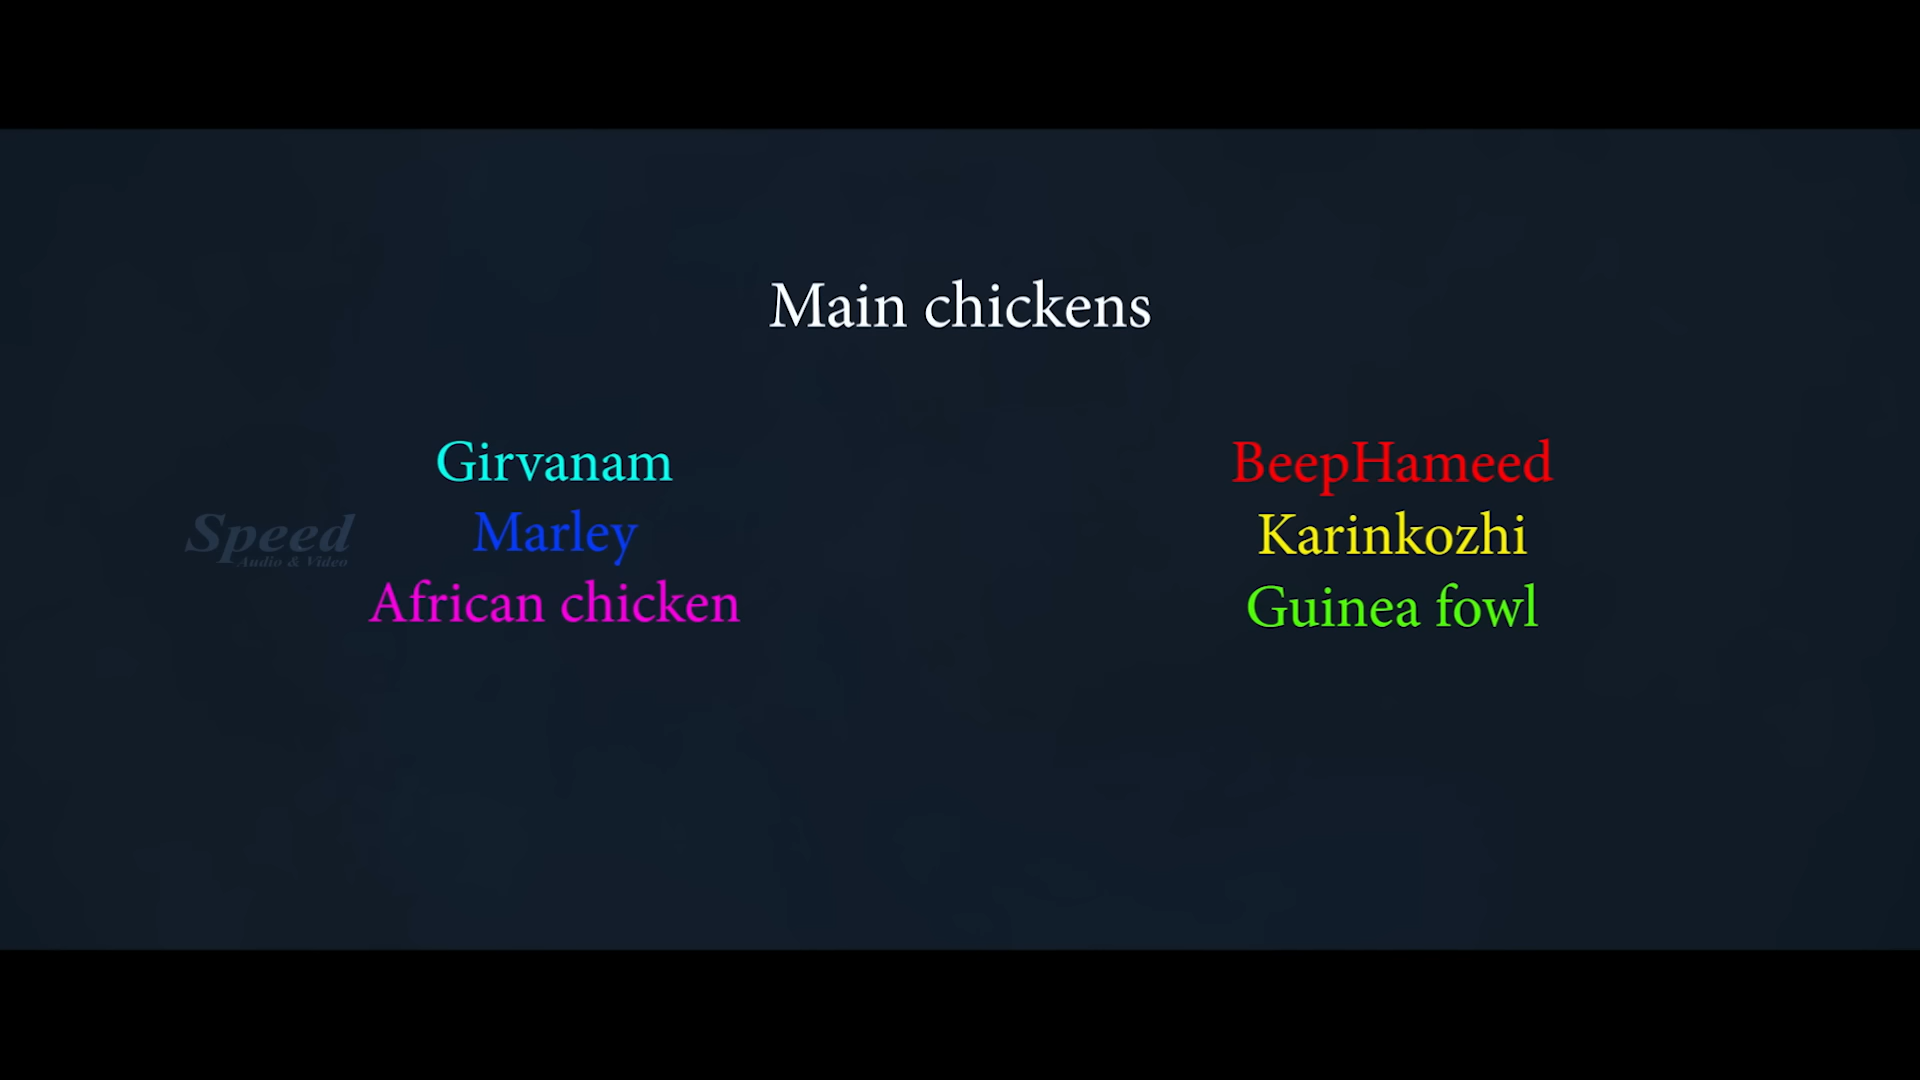 Main chickens
Girvanam
Marley
African chicken
BeepHameed
Karinkozhi
Guinea fowl
Speed
Audio & Video